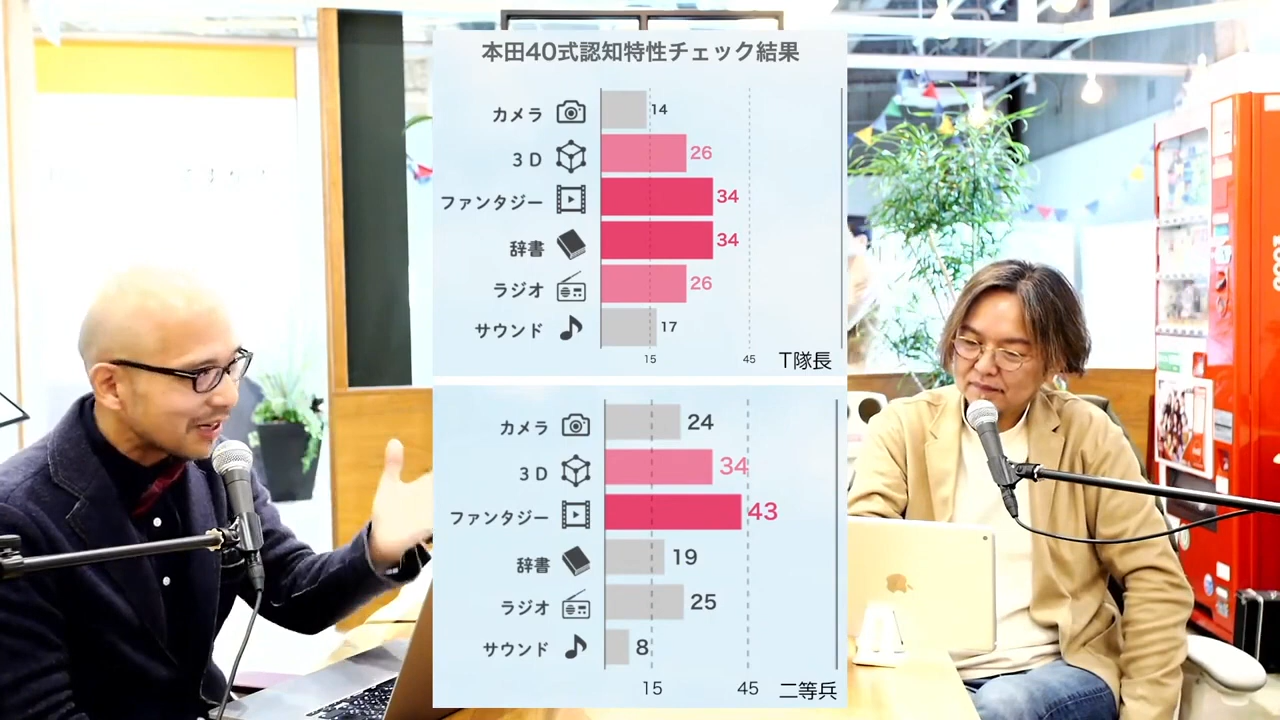 本田40式認知特性チェック結果
カメラ 14
3D 26
ファンタジー 34
辞書 34
ラジオ 26
サウンド 17
15 45 T隊長
カメラ 24
3D 34
ファンタジー 43
辞書 19
ラジオ 25
サウンド 8
15 45 二等兵